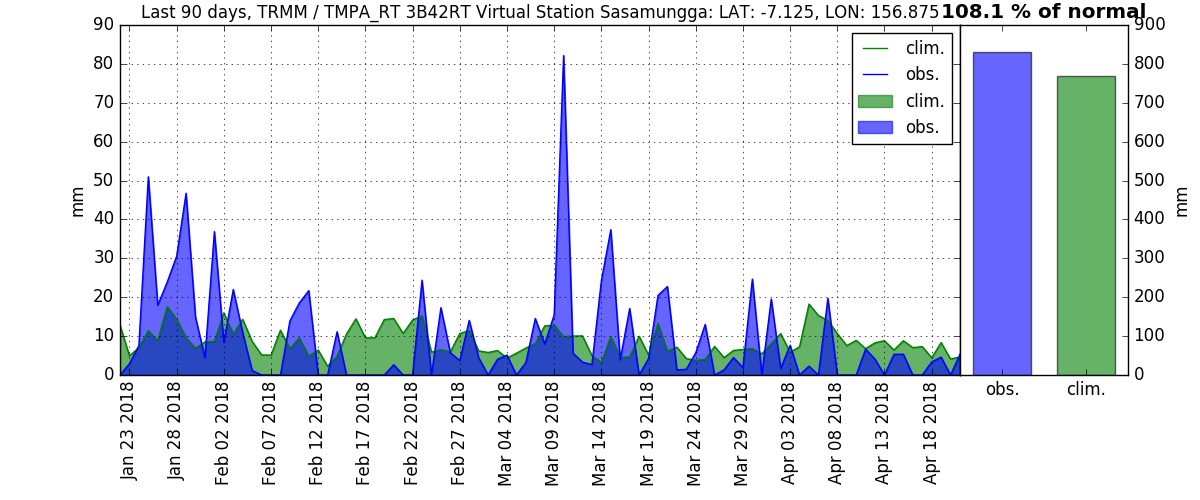 Last 90 days, TRMM / TMPA_RT 3B42RT Virtual Station Sasamungga: LAT: -7.125, LON: 156.875
108.1 % of normal
90
80
70
60
50
40
30
20
10
0
mm
clim.
obs.
clim.
obs.
900
800
700
600
500
400
300
200
100
0
mm
Jan 23 2018
Jan 28 2018
Feb 02 2018
Feb 07 2018
Feb 12 2018
Feb 17 2018
Feb 22 2018
Feb 27 2018
Mar 04 2018
Mar 09 2018
Mar 14 2018
Mar 19 2018
Mar 24 2018
Mar 29 2018
Apr 03 2018
Apr 08 2018
Apr 13 2018
Apr 18 2018
obs.
clim.